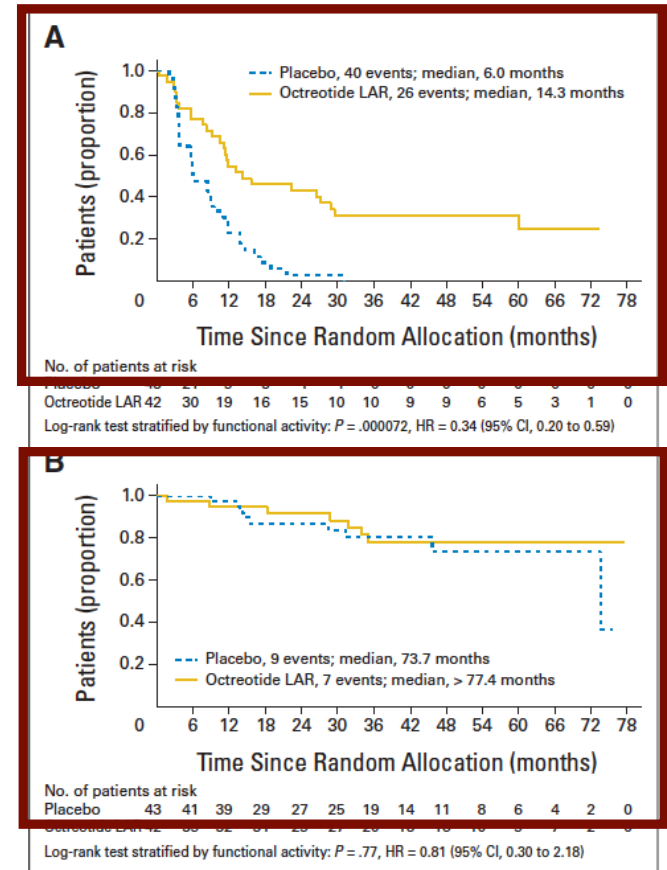 A
1.0
0.8
0.6
0.4
0.2
Patients (proportion)
Placebo, 40 events; median, 6.0 months
Octreotide LAR, 26 events; median, 14.3 months
0 6 12 18 24 30 36 42 48 54 60 66 72 78
Time Since Random Allocation (months)
No. of patients at risk
Octreotide LAR 42 30 19 16 15 10 10 9 9 6 5 3 1 0
Log-rank test stratified by functional activity: P = .000072, HR = 0.34 (95% CI, 0.20 to 0.59)
B
1.0
0.8
0.6
0.4
0.2
Patients (proportion)
Placebo, 9 events; median, 73.7 months
Octreotide LAR, 7 events; median, > 77.4 months
0 6 12 18 24 30 36 42 48 54 60 66 72 78
Time Since Random Allocation (months)
No. of patients at risk
Placebo 43 41 39 29 27 25 19 14 11 8 6 4 2 0
Log-rank test stratified by functional activity: P = .77, HR = 0.81 (95% CI, 0.30 to 2.18)